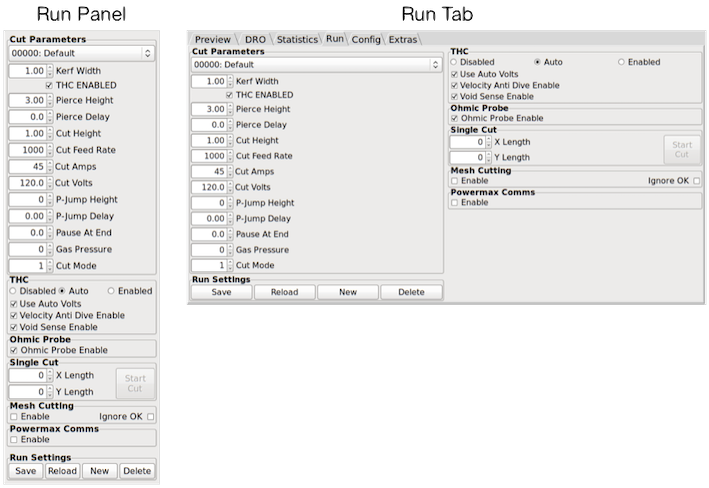 Run Panel
Cut Parameters
00000: Default
1.00 Kerf Width
THC ENABLED
3.00 Pierce Height
0.0 Pierce Delay
1.00 Cut Height
1000 Cut Feed Rate
45 Cut Amps
120.0 Cut Volts
0 P-Jump Height
0.00 P-Jump Delay
0.0 Pause At End
0 Gas Pressure
1 Cut Mode
THC
Disabled Auto Enabled
Use Auto Volts
Velocity Anti Dive Enable
Void Sense Enable
Ohmic Probe
Ohmic Probe Enable
Single Cut
0 X Length
0 Y Length
Start
Cut
Mesh Cutting
Enable Ignore OK
Powermax Comms
Enable
Run Settings
Save Reload New Delete
Run Tab
Preview DRO Statistics Run Config Extras
Cut Parameters
00000: Default
1.00 Kerf Width
THC ENABLED
3.00 Pierce Height
0.0 Pierce Delay
1.00 Cut Height
1000 Cut Feed Rate
45 Cut Amps
120.0 Cut Volts
0 P-Jump Height
0.00 P-Jump Delay
0.0 Pause At End
0 Gas Pressure
1 Cut Mode
Run Settings
Save Reload New Delete
THC
Disabled Auto Enabled
Use Auto Volts
Velocity Anti Dive Enable
Void Sense Enable
Ohmic Probe
Ohmic Probe Enable
Single Cut
0 X Length
0 Y Length
Start
Cut
Mesh Cutting
Enable Ignore OK
Powermax Comms
Enable